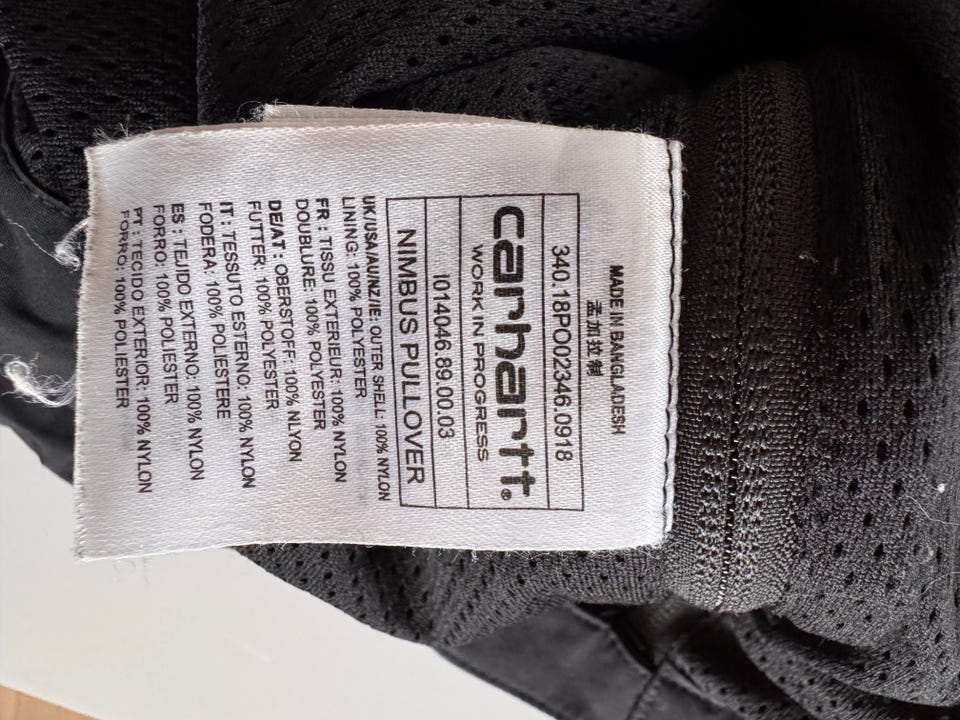 MADE IN BANGLADESH
孟加拉制
340.18PO02346.0918
carhartt®
WORK IN PROGRESS
I014046.89.00.03
NIMBUS PULLOVER
UK/USA/AU/NZ/IE: OUTER SHELL: 100% NYLON
LINING: 100% POLYESTER
FR : TISSU EXTERIEUR: 100% NYLON
DOUBLURE: 100% POLYESTER
DE/AT : OBERSTOFF: 100% NLYON
FUTTER: 100% POLYESTER
IT : TESSUTO ESTERNO: 100% NYLON
FODERA: 100% POLIESTERE
ES : TEJIDO EXTERNO: 100% NYLON
FORRO: 100% POLIESTER
PT : TECIDO EXTERIOR: 100% NYLON
FORRO: 100% POLIESTER